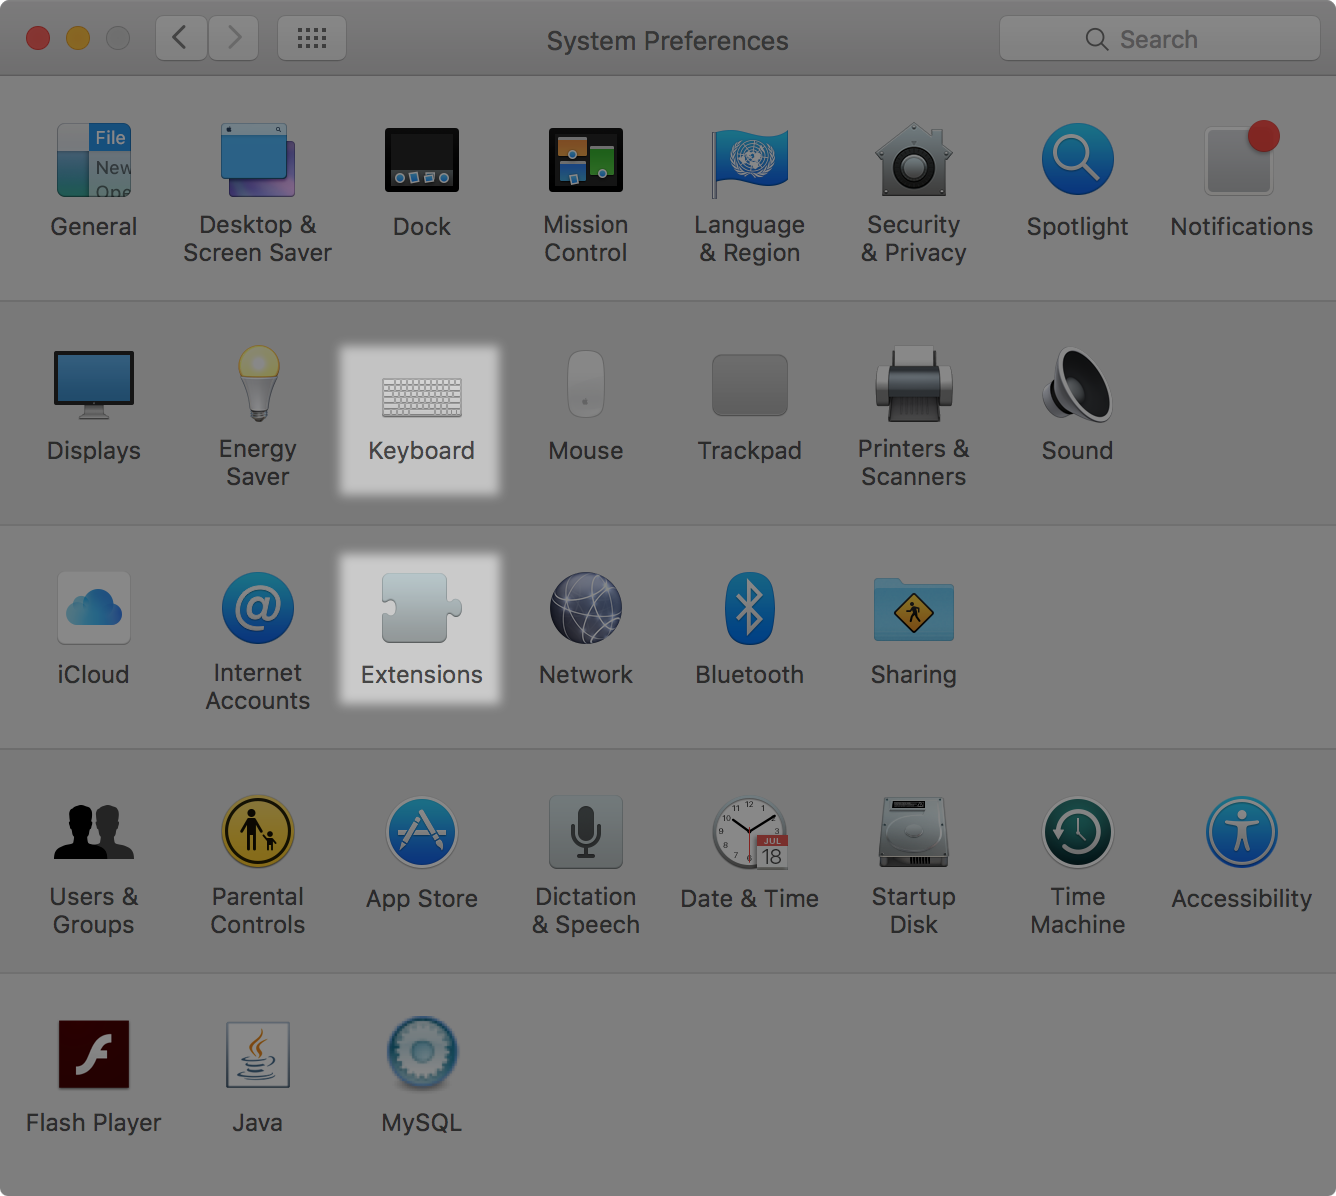 System Preferences
Search
File
New
Ope
General
Desktop &
Screen Saver
Dock
Mission
Control
Language
& Region
Security
& Privacy
Spotlight
Notifications
Displays
Energy
Saver
Keyboard
Mouse
Trackpad
Printers &
Scanners
Sound
iCloud
@
Internet
Accounts
Extensions
Network
Bluetooth
Sharing
Users &
Groups
Parental
Controls
App Store
Dictation
& Speech
JUL
18
Date & Time
Startup
Disk
Time
Machine
Accessibility
Flash Player
Java
MySQL